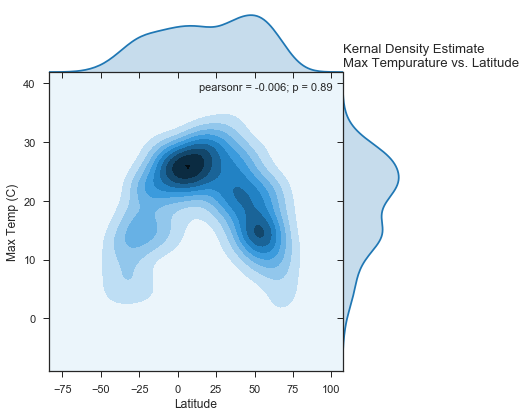 Kernal Density Estimate
Max Tempurature vs. Latitude
pearsonr = -0.006; p = 0.89
40
30
20
10
0
Max Temp (C)
−75
−50
−25
0
25
50
75
100
Latitude